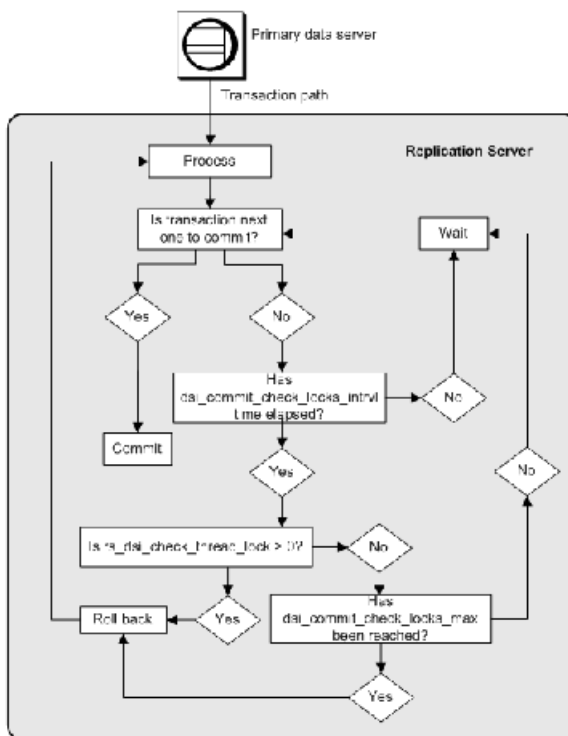 Primary data server
Transaction path
Replication Server
Process
Is transaction next
one to commit?
Wait
Yes
No
Has
dsi_commit_check_locks_intrvl
time elapsed?
No
Commit
Yes
No
Is rs_dsi_check_thread_lock > 0?
No
Roll back
Yes
Has
dsi_commit_check_locks_max
been reached?
Yes